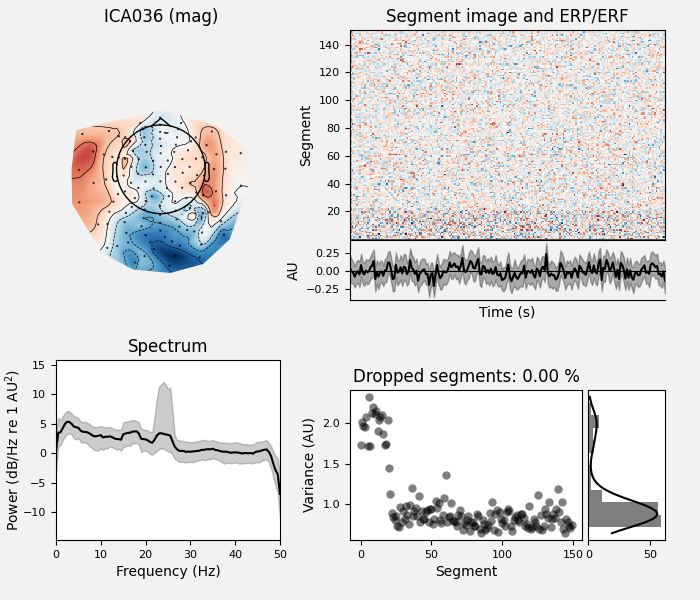 ICA036 (mag)
Segment image and ERP/ERF
Segment
140
120
100
80
60
40
20
AU
0.25
0.00
−0.25
Time (s)
Spectrum
Power (dB/Hz re 1 AU²)
15
10
5
0
−5
−10
0 10 20 30 40 50
Frequency (Hz)
Dropped segments: 0.00 %
Variance (AU)
2.0
1.5
1.0
0 50 100 150
Segment
0 50